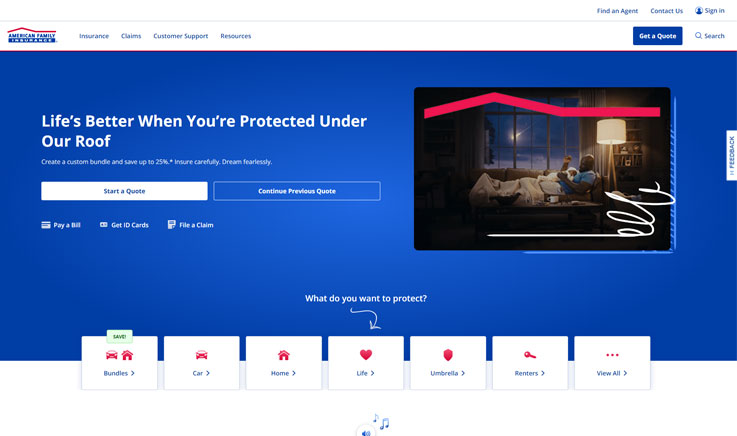 Find an Agent
Contact Us
Sign in
AMERICAN FAMILY
INSURANCE
Insurance
Claims
Customer Support
Resources
Get a Quote
Search
Life’s Better When You’re Protected Under
Our Roof
Create a custom bundle and save up to 25%.* Insure carefully. Dream fearlessly.
Start a Quote
Continue Previous Quote
Pay a Bill
Get ID Cards
File a Claim
FEEDBACK
What do you want to protect?
SAVE!
Bundles
Car
Home
Life
Umbrella
Renters
View All